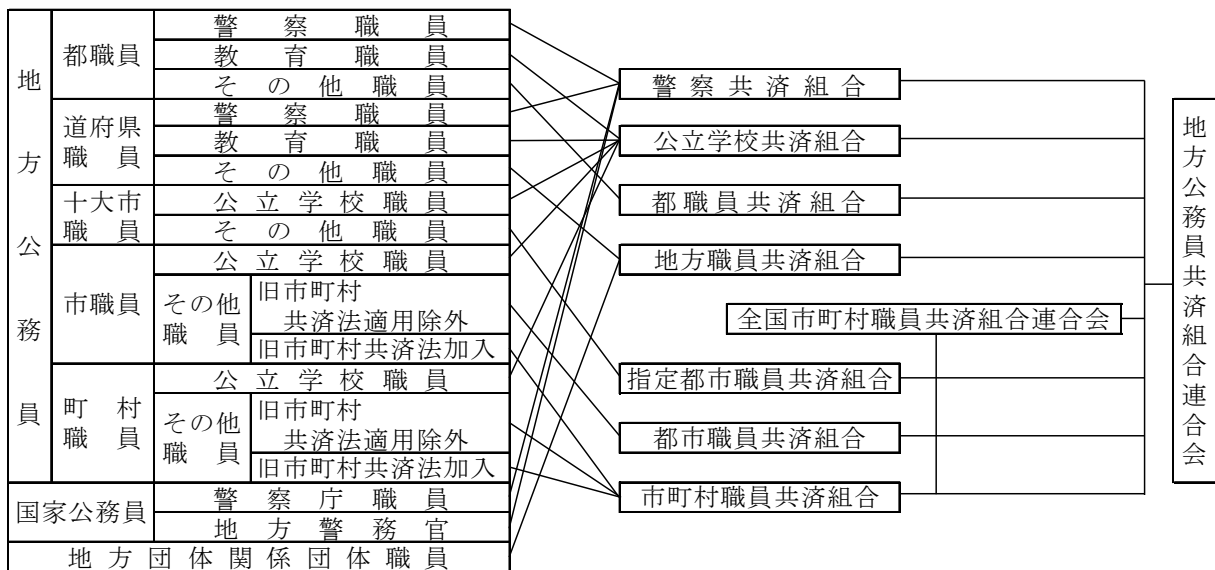 地方公務員
都職員
警察職員
教育職員
その他職員
道府県
職員
警察職員
教育職員
その他職員
十大市
職員
公立学校職員
その他職員
市職員
公立学校職員
その他
職員
旧市町村
共済法適用除外
旧市町村共済法加入
町村
職員
公立学校職員
その他
職員
旧市町村
共済法適用除外
旧市町村共済法加入
国家公務員
警察庁職員
地方警務官
地方団体関係団体職員
警察共済組合
公立学校共済組合
都職員共済組合
地方職員共済組合
全国市町村職員共済組合連合会
指定都市職員共済組合
都市職員共済組合
市町村職員共済組合
地方公務員共済組合連合会